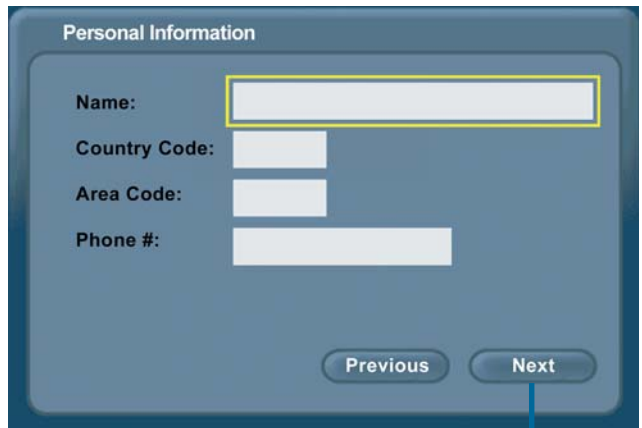 Personal Information
Name:
Country Code:
Area Code:
Phone #:
Previous Next